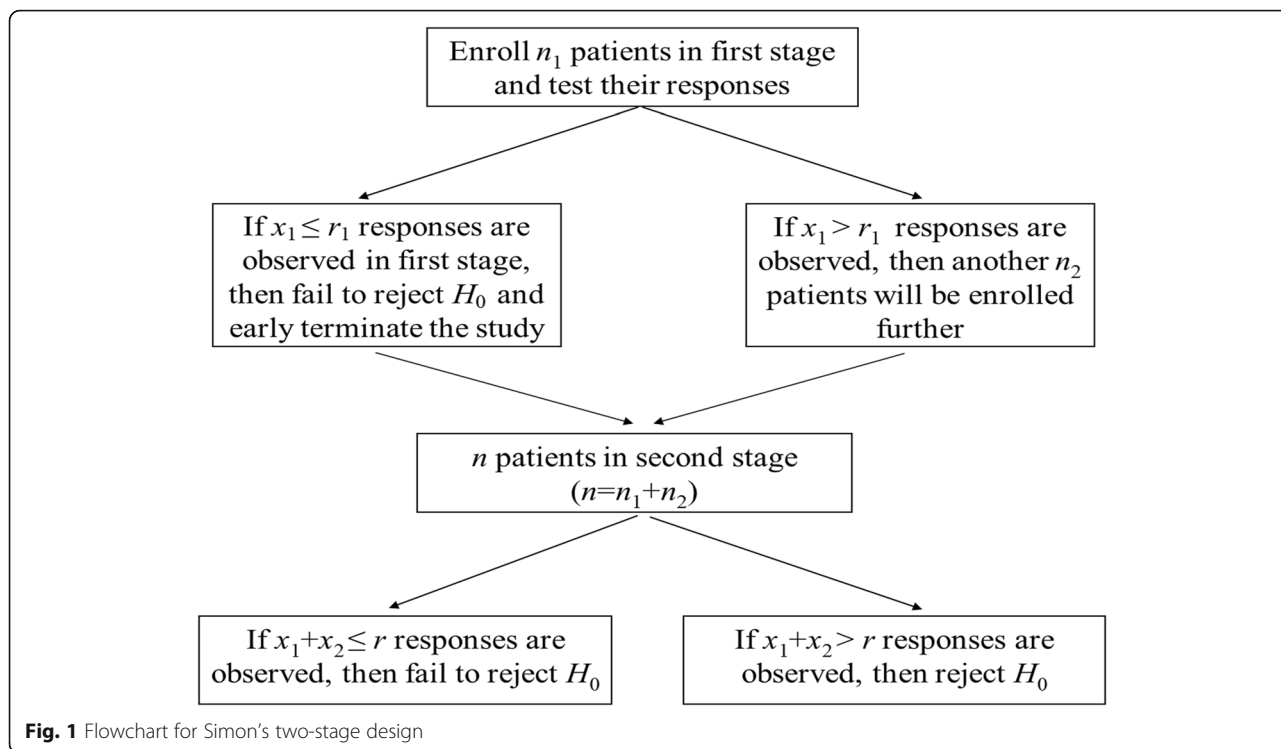 Enroll n₁ patients in first stage
and test their responses
If x₁ ≤ r₁ responses are
observed in first stage,
then fail to reject H₀ and
early terminate the study
If x₁ > r₁ responses are
observed, then another n₂
patients will be enrolled
further
n patients in second stage
(n=n₁+n₂)
If x₁+x₂ ≤ r responses are
observed, then fail to reject H₀
If x₁+x₂ > r responses are
observed, then reject H₀
Fig. 1 Flowchart for Simon’s two-stage design